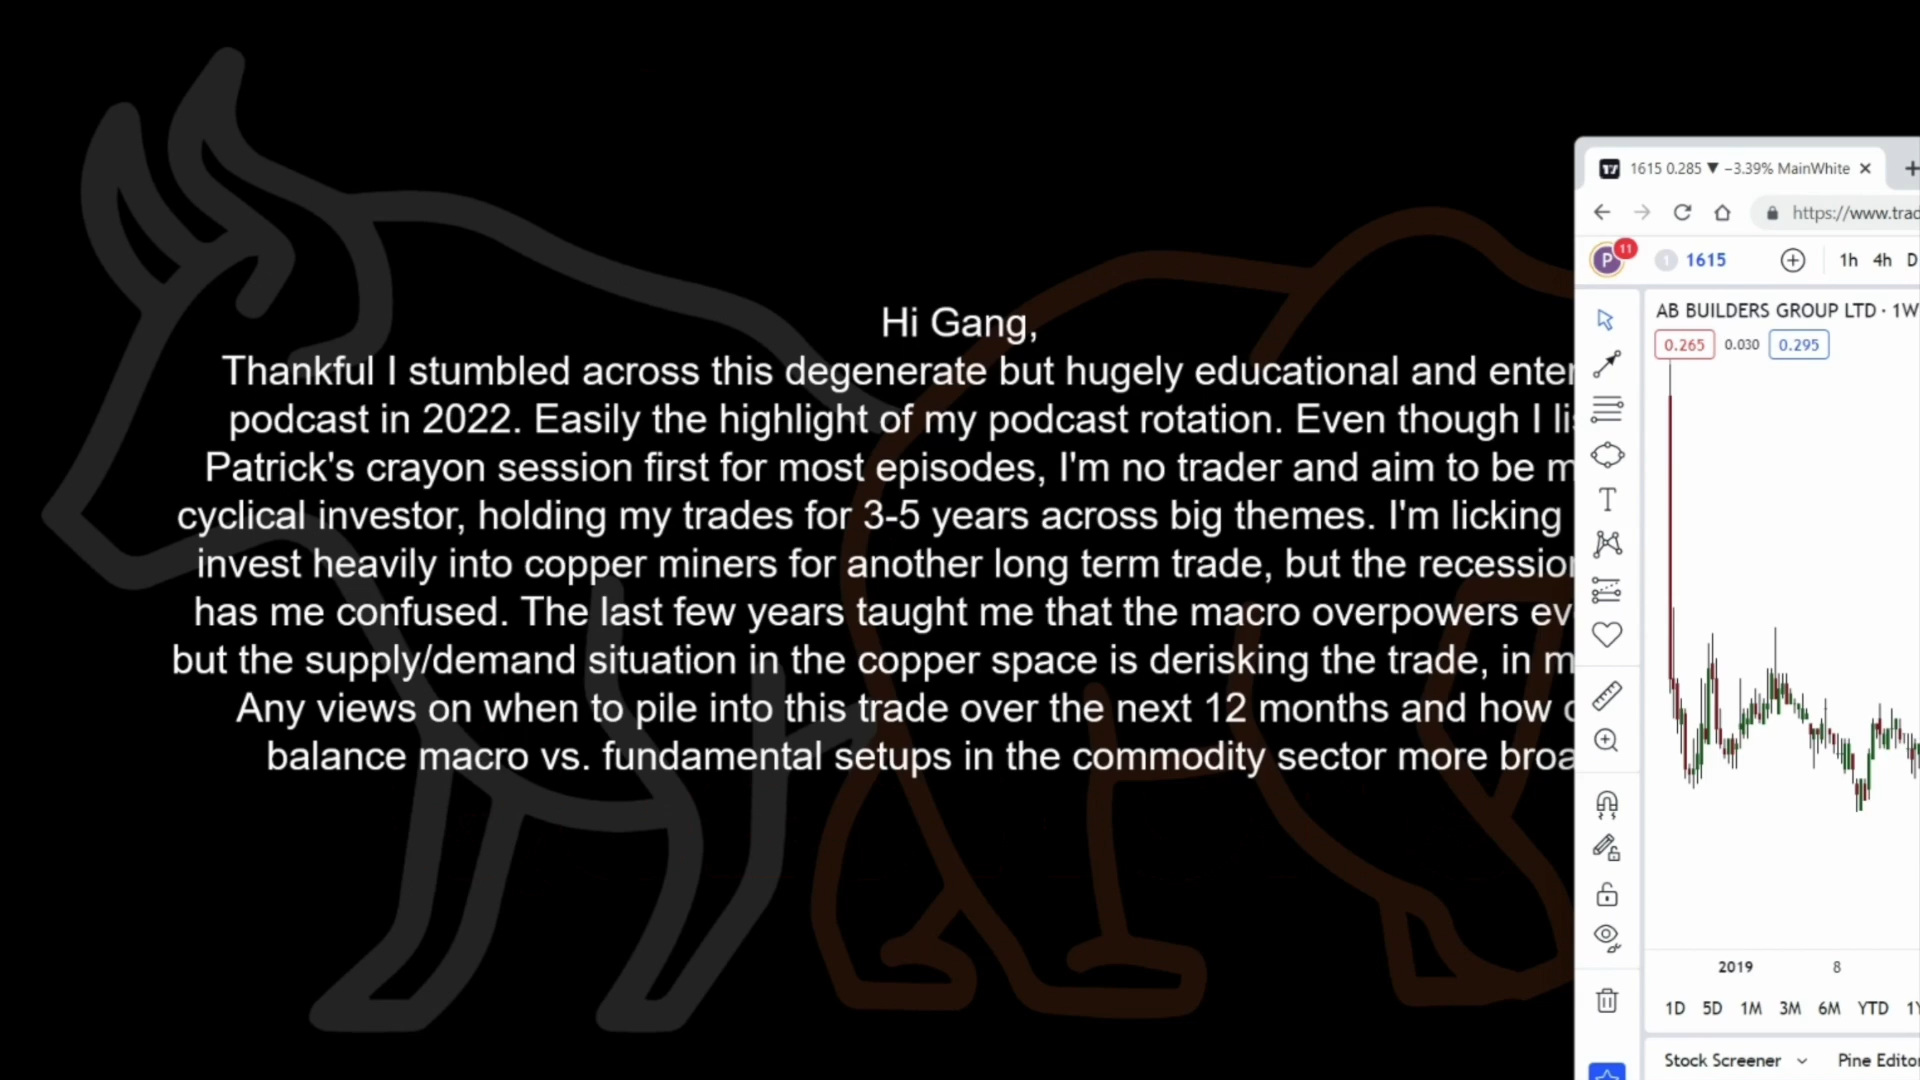 Hi Gang,
Thankful I stumbled across this degenerate but hugely educational and
podcast in 2022. Easily the highlight of my podcast rotation. Even though I
Patrick's crayon session first for most episodes, I'm no trader and aim to be
cyclical investor, holding my trades for 3-5 years across big themes. I'm licking
invest heavily into copper miners for another long term trade, but the
has me confused. The last few years taught me that the macro overpowers
but the supply/demand situation in the copper space is derisking the trade, in
Any views on when to pile into this trade over the next 12 months and how
balance macro vs. fundamental setups in the commodity sector more
1615 0.285 ▼ −3.39% MainWhite
https://www.trad
P 11 1 1615 1h 4h D
AB BUILDERS GROUP LTD · 1W
0.265 0.030 0.295
2019 8
1D 5D 1M 3M 6M YTD
Stock Screener Pine